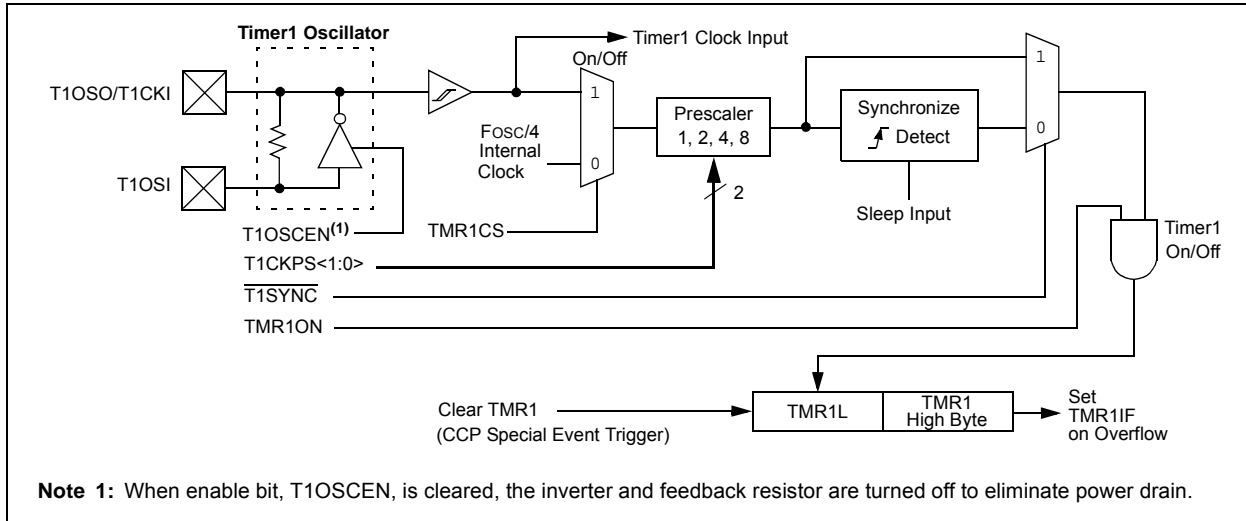 Timer1 Oscillator
T1OSO/T1CKI
T1OSI
Timer1 Clock Input
On/Off
1
0
FOSC/4
Internal
Clock
Prescaler
1, 2, 4, 8
2
Synchronize
Detect
Sleep Input
1
0
T1OSCEN(1)
TMR1CS
T1CKPS<1:0>
T1SYNC
TMR1ON
Timer1
On/Off
Clear TMR1
(CCP Special Event Trigger)
TMR1L
TMR1
High Byte
Set
TMR1IF
on Overflow
Note 1: When enable bit, T1OSCEN, is cleared, the inverter and feedback resistor are turned off to eliminate power drain.